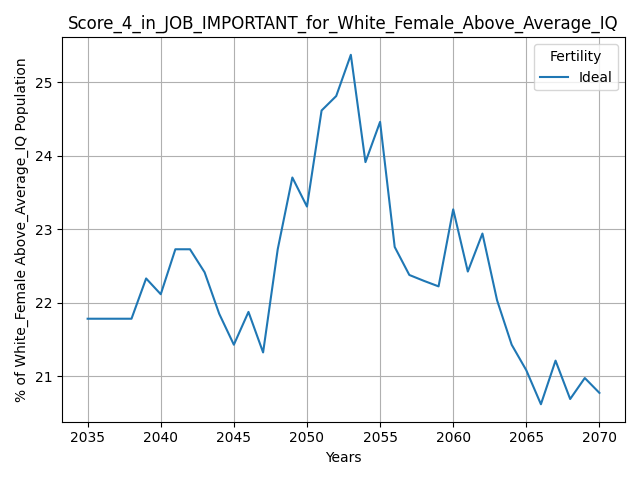 Score_4_in_JOB_IMPORTANT_for_White_Female_Above_Average_IQ
% of White_Female Above_Average_IQ Population
Fertility
Ideal
25
24
23
22
21
2035 2040 2045 2050 2055 2060 2065 2070
Years